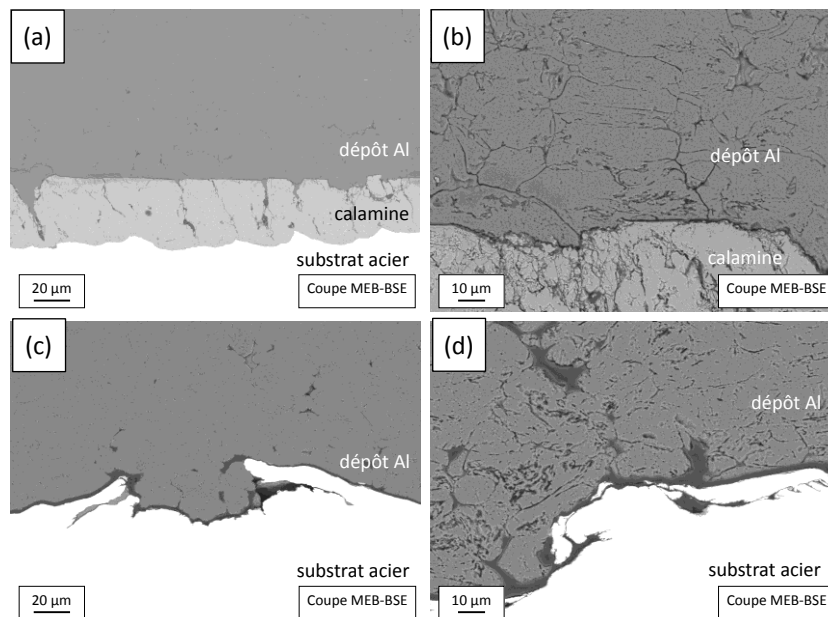 (a)
dépôt Al
calamine
substrat acier
20 µm
Coupe MEB-BSE
(b)
dépôt Al
calamine
10 µm
Coupe MEB-BSE
(c)
dépôt Al
substrat acier
20 µm
Coupe MEB-BSE
(d)
dépôt Al
substrat acier
10 µm
Coupe MEB-BSE